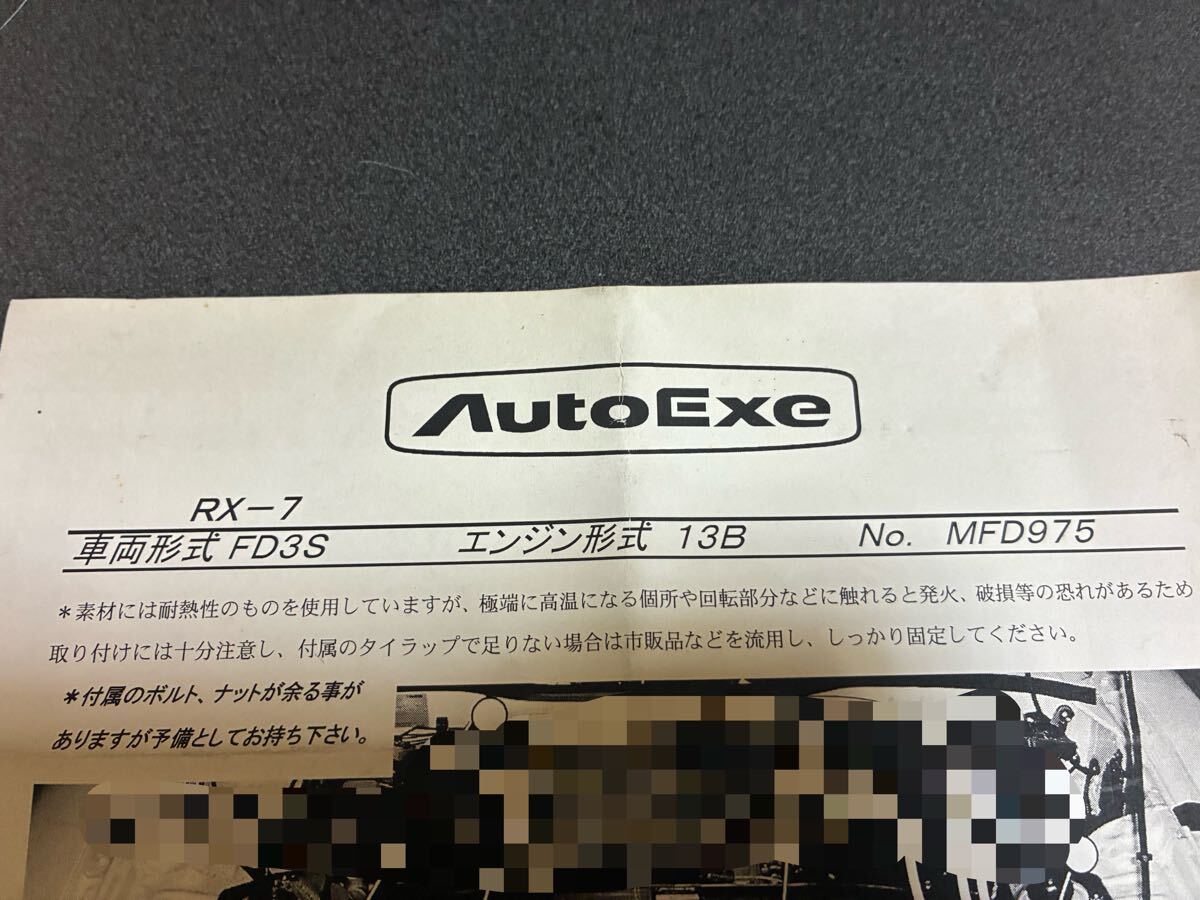 AutoExe
RX－7
車両形式 FD3S エンジン形式 13B No. MFD975
＊素材には耐熱性のものを使用していますが、極端に高温になる個所や回転部分などに触れると発火、破損等の恐れがあるため
取り付けには十分注意し、付属のタイラップで足りない場合は市販品などを流用し、しっかり固定してください。
＊付属のボルト、ナットが余る事が
ありますが予備としてお持ち下さい。